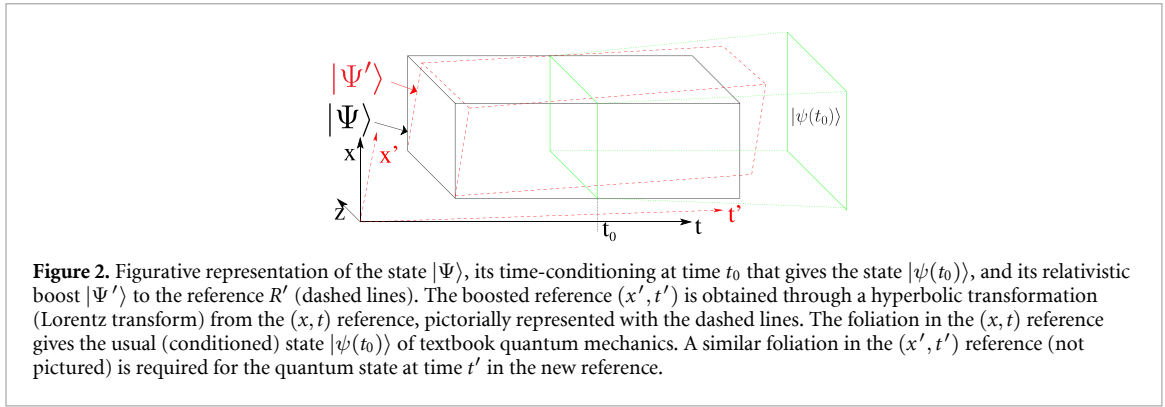 |Ψ′⟩
|Ψ⟩
|ψ(t₀)⟩
x
x'
z
t'
t
t₀
Figure 2. Figurative representation of the state |Ψ⟩, its time-conditioning at time t₀ that gives the state |ψ(t₀)⟩, and its relativistic
boost |Ψ′⟩ to the reference R′ (dashed lines). The boosted reference (x′,t′) is obtained through a hyperbolic transformation
(Lorentz transform) from the (x,t) reference, pictorially represented with the dashed lines. The foliation in the (x,t) reference
gives the usual (conditioned) state |ψ(t₀)⟩ of textbook quantum mechanics. A similar foliation in the (x′,t′) reference (not
pictured) is required for the quantum state at time t′ in the new reference.